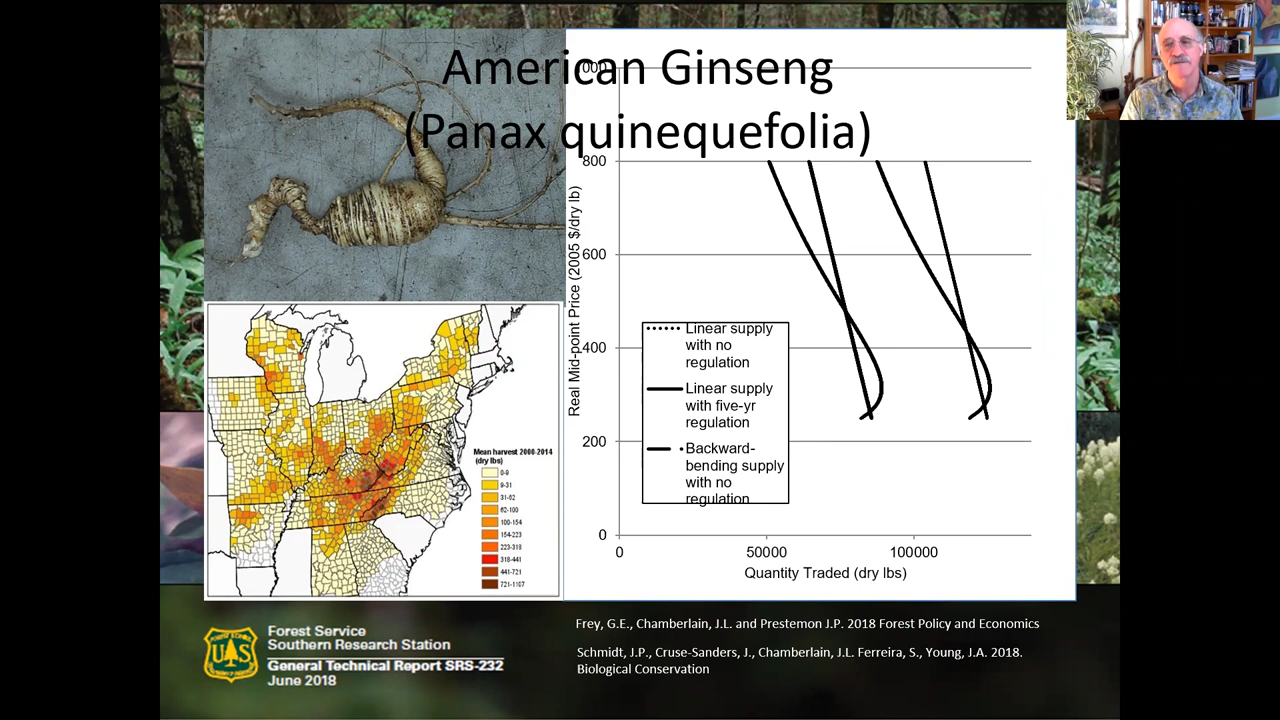 American Ginseng
(Panax quinequefolia)
800
600
400
200
0
0
50000
100000
Real Mid-point Price (2005 $/dry lb)
Quantity Traded (dry lbs)
Linear supply
with no
regulation
Linear supply
with five-yr
regulation
Backward-
bending supply
with no
regulation
Mean harvest 2000-2014
(dry lbs)
0-9
9-31
31-62
62-100
100-154
154-223
223-318
318-441
441-721
721-1107
Forest Service
Southern Research Station
General Technical Report SRS-232
June 2018
UAS
Frey, G.E., Chamberlain, J.L. and Prestemon J.P. 2018 Forest Policy and Economics
Schmidt, J.P., Cruse-Sanders, J., Chamberlain, J.L. Ferreira, S., Young, J.A. 2018.
Biological Conservation